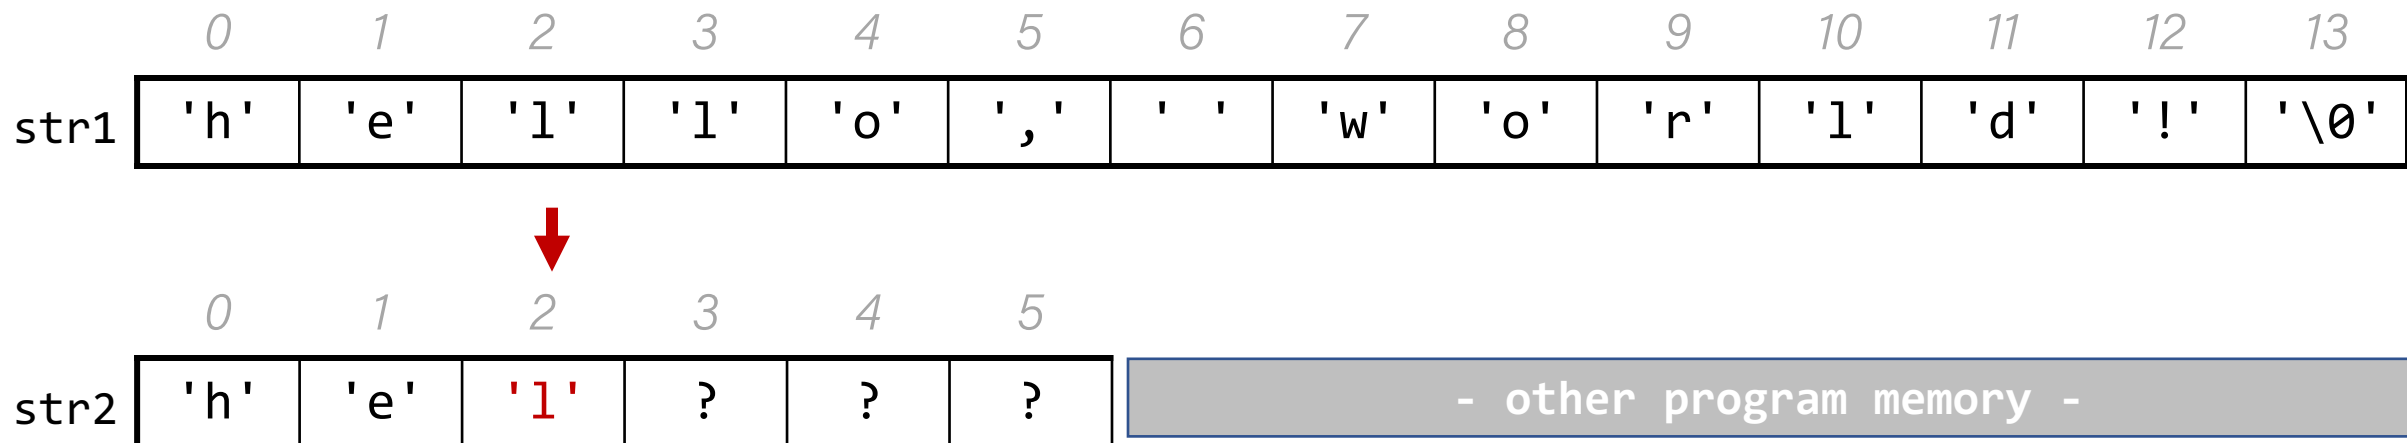 0 1 2 3 4 5 6 7 8 9 10 11 12 13
str1 'h' 'e' 'l' 'l' 'o' ',' ' ' 'w' 'o' 'r' 'l' 'd' '!' '\0'
0 1 2 3 4 5
str2 'h' 'e' 'l' ? ? ? - other program memory -